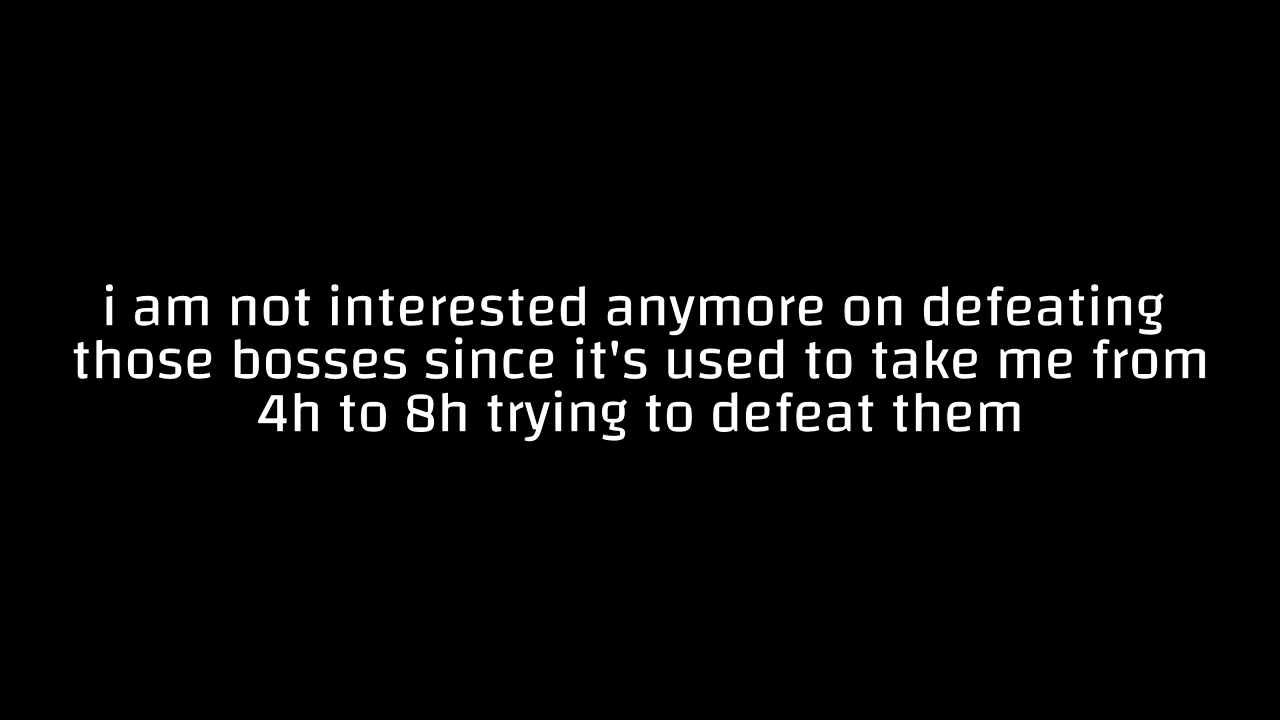 i am not interested anymore on defeating
those bosses since it's used to take me from
4h to 8h trying to defeat them